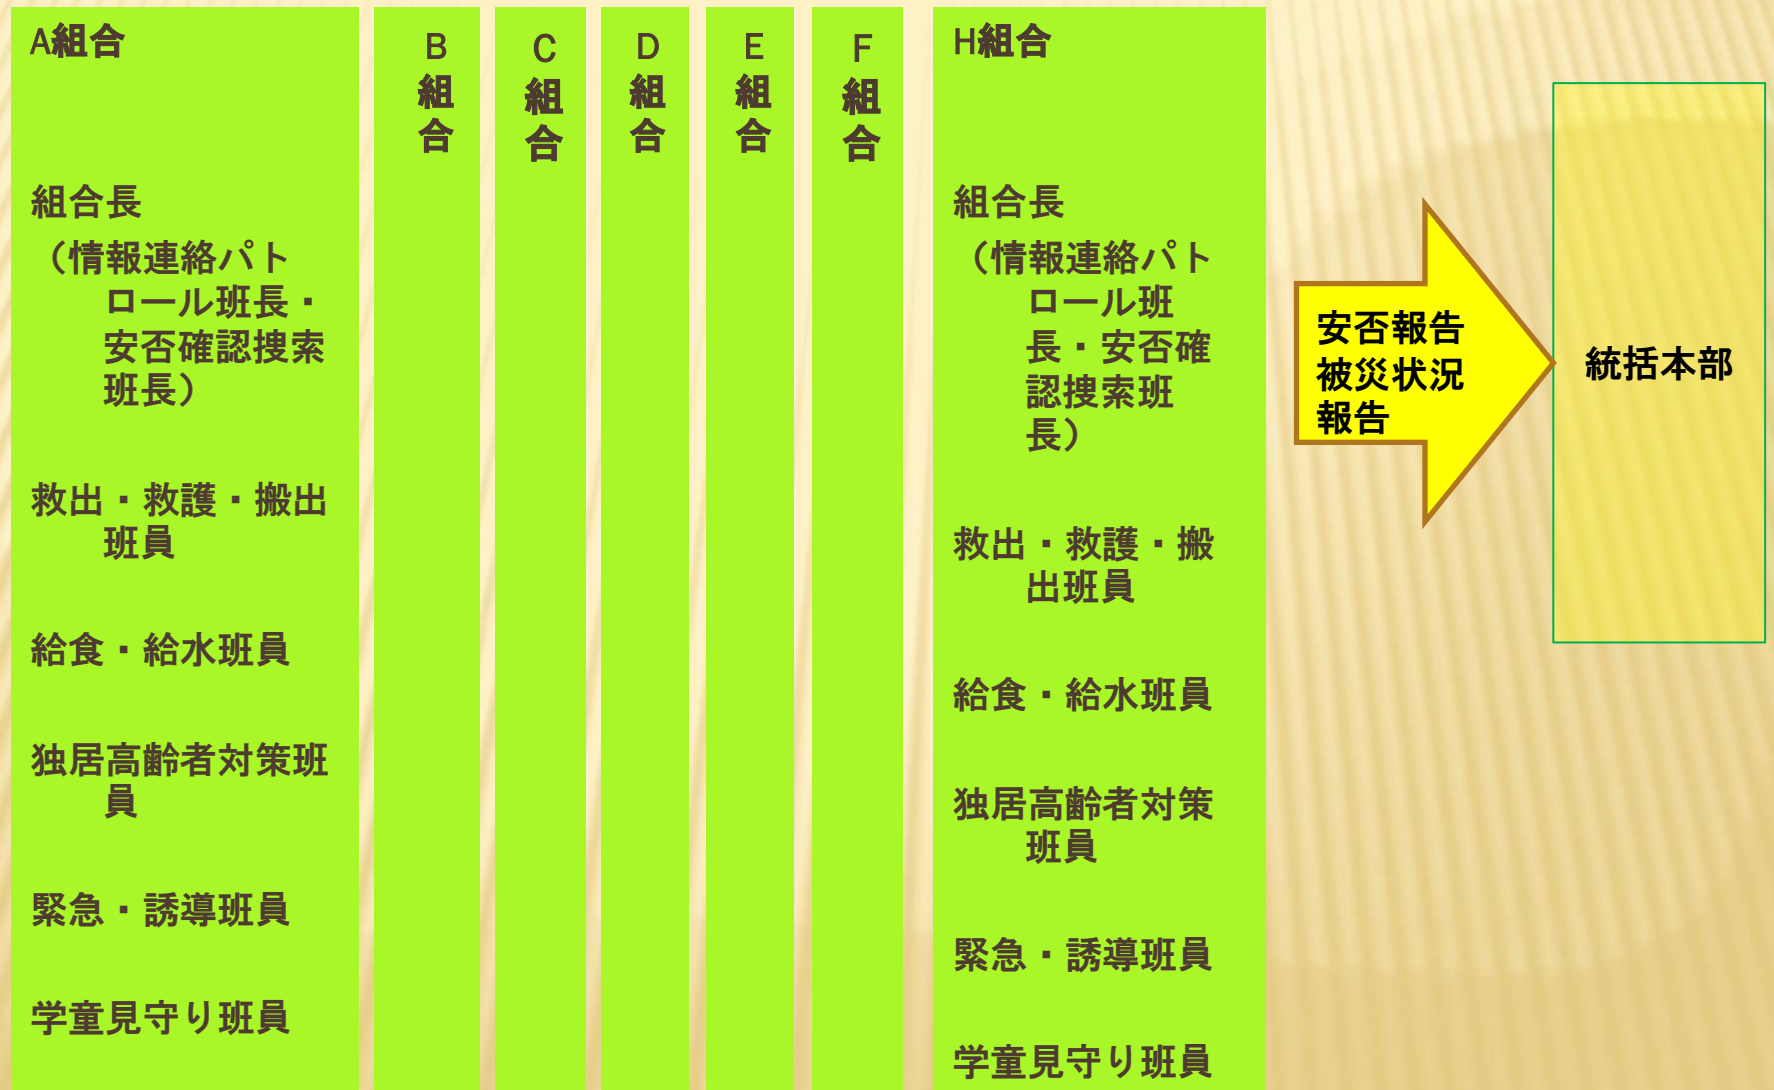 A組合
組合長
（情報連絡パト
ロール班長・
安否確認捜索
班長）
救出・救護・搬出
班員
給食・給水班員
独居高齢者対策班
員
緊急・誘導班員
学童見守り班員
B組合
C組合
D組合
E組合
F組合
H組合
組合長
（情報連絡パト
ロール班
長・安否確
認捜索班
長）
救出・救護・搬
出班員
給食・給水班員
独居高齢者対策
班員
緊急・誘導班員
学童見守り班員
安否報告
被災状況
報告
統括本部